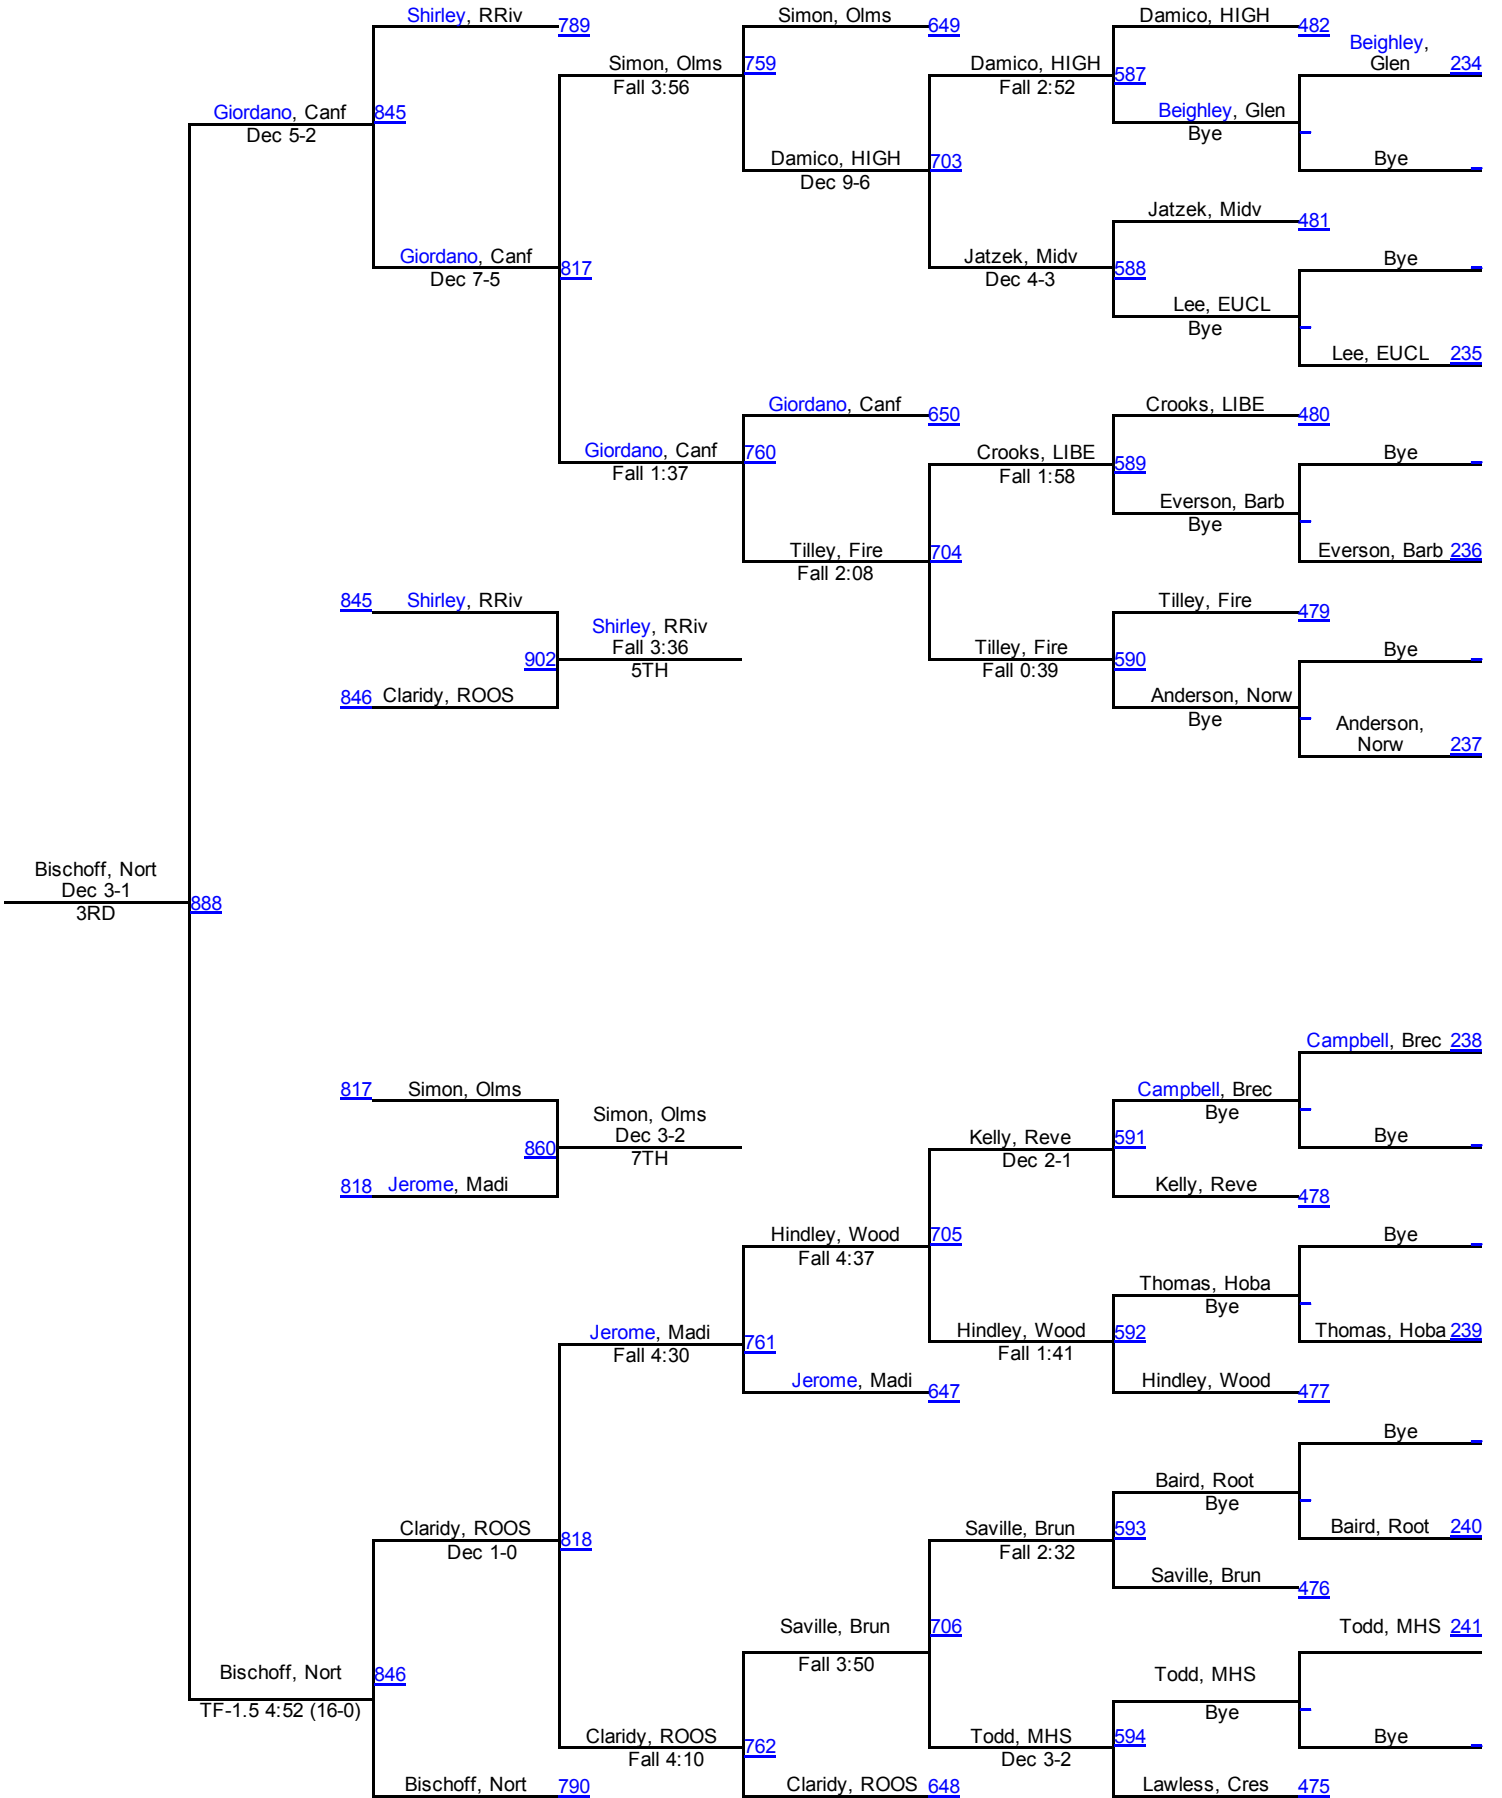 Shirley, RRiv 789
Simon, Olms 649
Damico, HIGH 482
Beighley,
Glen 234
Simon, Olms 759
Fall 3:56
Damico, HIGH 587
Fall 2:52
Giordano, Canf 845
Dec 5-2
Beighley, Glen
Bye
Damico, HIGH 703
Dec 9-6
Bye
Jatzek, Midv 481
Giordano, Canf 817
Dec 7-5
Jatzek, Midv 588
Dec 4-3
Bye
Lee, EUCL
Bye
Lee, EUCL 235
Giordano, Canf 650
Crooks, LIBE 480
Giordano, Canf 760
Fall 1:37
Crooks, LIBE 589
Fall 1:58
Bye
Everson, Barb
Bye
Tilley, Fire 704
Fall 2:08
Everson, Barb 236
845 Shirley, RRiv
Tilley, Fire 479
Shirley, RRiv
Fall 3:36
902
5TH
Tilley, Fire 590
Fall 0:39
Bye
846 Claridy, ROOS
Anderson, Norw
Bye
Anderson,
Norw 237
Bischoff, Nort
Dec 3-1
3RD
888
Campbell, Brec 238
817 Simon, Olms
Campbell, Brec
Bye
Simon, Olms
Dec 3-2
860
7TH
Kelly, Reve 591
Dec 2-1
Bye
818 Jerome, Madi
Kelly, Reve 478
Hindley, Wood 705
Fall 4:37
Bye
Thomas, Hoba
Bye
Jerome, Madi 761
Fall 4:30
Hindley, Wood 592
Fall 1:41
Thomas, Hoba 239
Jerome, Madi 647
Hindley, Wood 477
Bye
Baird, Root
Bye
Claridy, ROOS 818
Dec 1-0
Saville, Brun 593
Fall 2:32
Baird, Root 240
Saville, Brun 476
Saville, Brun 706
Fall 3:50
Todd, MHS 241
Bischoff, Nort 846
TF-1.5 4:52 (16-0)
Todd, MHS
Bye
Claridy, ROOS 762
Fall 4:10
Todd, MHS 594
Dec 3-2
Bye
Bischoff, Nort 790
Claridy, ROOS 648
Lawless, Cres 475